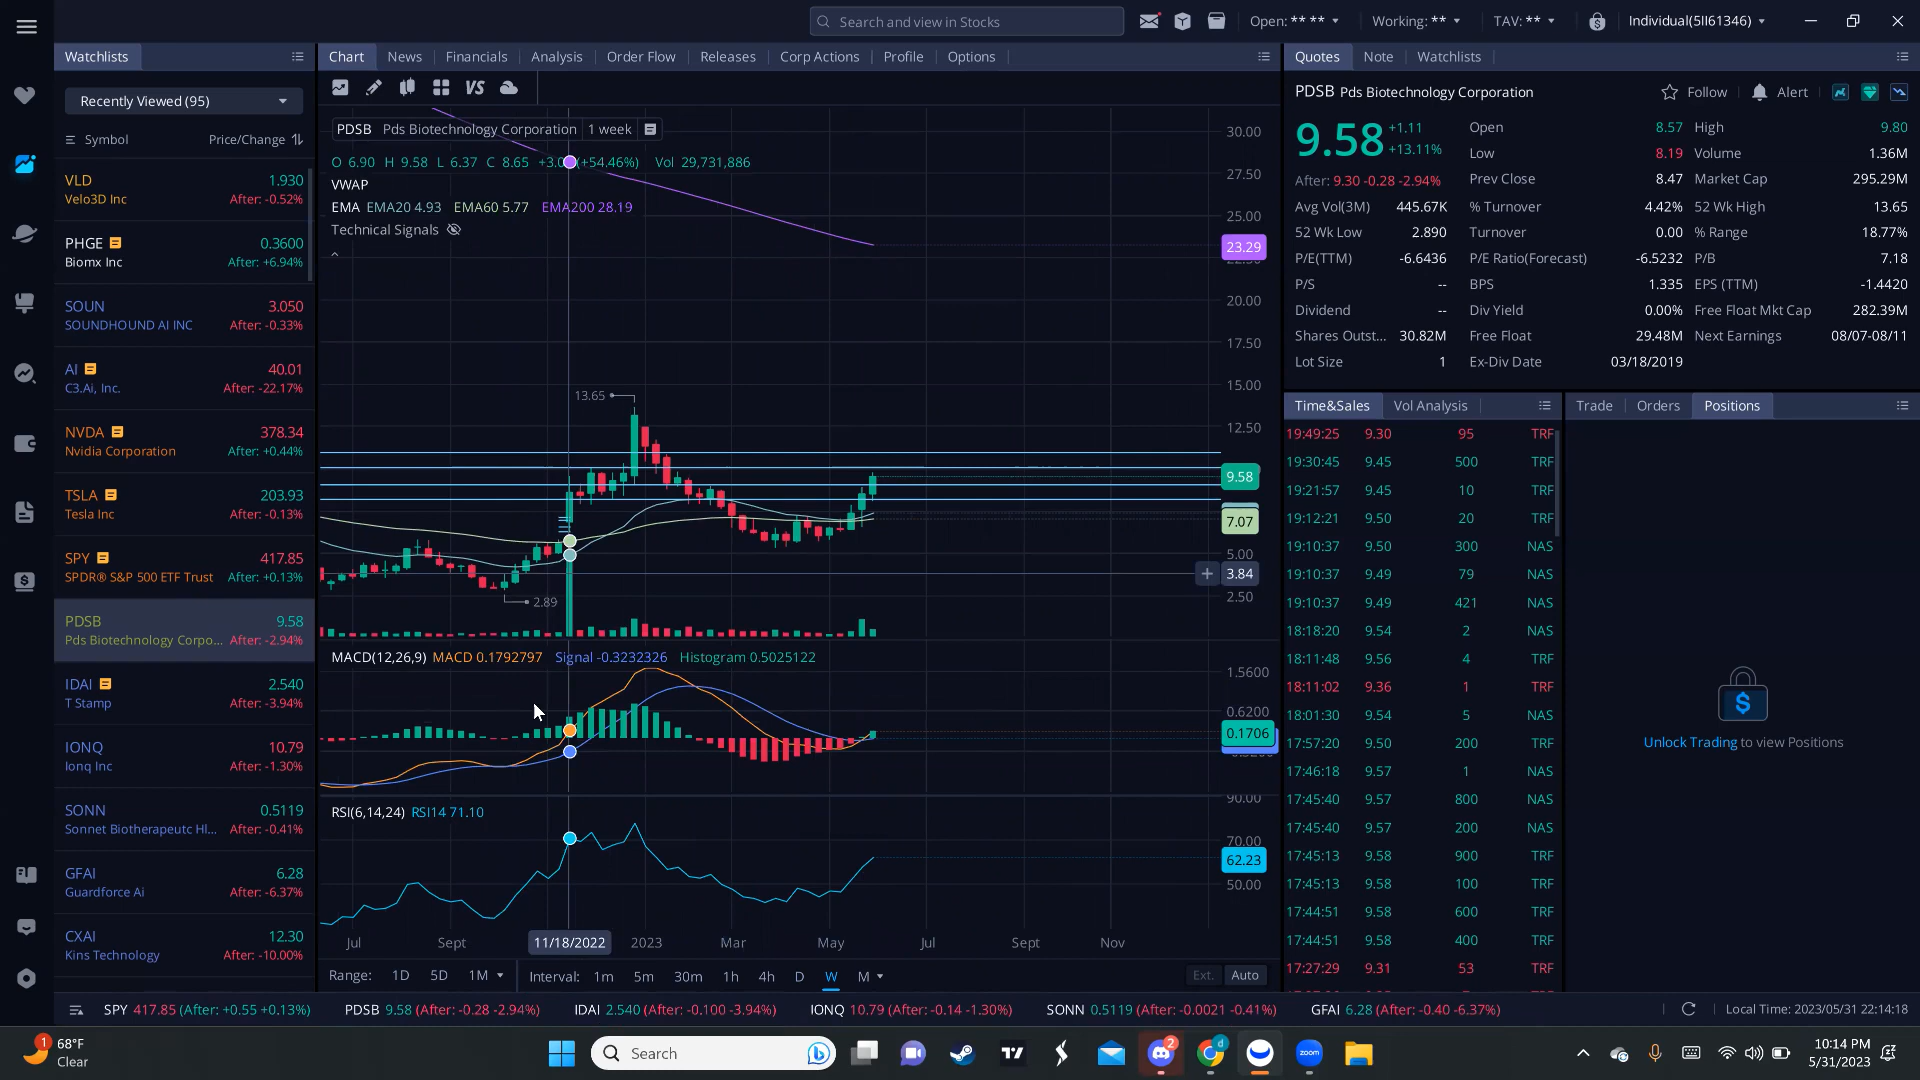 Search and view in Stocks
Open: ** **
Working: **
TAV: **
Individual(5II61346)
Watchlists
Recently Viewed (95)
Symbol Price/Change
VLD 1.930
Velo3D Inc After: -0.52%
PHGE 0.3600
Biomx Inc After: +6.94%
SOUN 3.050
SOUNDHOUND AI INC After: -0.33%
AI 40.01
C3.Ai, Inc. After: -22.17%
NVDA 378.34
Nvidia Corporation After: +0.44%
TSLA 203.93
Tesla Inc After: -0.13%
SPY 417.85
SPDR® S&P 500 ETF Trust After: +0.13%
PDSB 9.58
Pds Biotechnology Corpo... After: -2.94%
IDAI 2.540
T Stamp After: -3.94%
IONQ 10.79
Ionq Inc After: -1.30%
SONN 0.5119
Sonnet Biotherapeutc Hl... After: -0.41%
GFAI 6.28
Guardforce Ai After: -6.37%
CXAI 12.30
Kins Technology After: -10.00%
Chart News Financials Analysis Order Flow Releases Corp Actions Profile Options
VS
PDSB Pds Biotechnology Corporation 1 week
O 6.90 H 9.58 L 6.37 C 8.65 +3.0 (+54.46%) Vol 29,731,886
VWAP
EMA EMA20 4.93 EMA60 5.77 EMA200 28.19
Technical Signals
30.00
27.50
25.00
23.29
20.00
17.50
15.00
12.50
9.58
7.07
5.00
3.84
2.50
13.65
2.89
MACD(12,26,9) MACD 0.1792797 Signal -0.3232326 Histogram 0.5025122
1.5600
0.6200
0.1706
RSI(6,14,24) RSI14 71.10
90.00
70.00
62.23
50.00
Jul Sept 11/18/2022 2023 Mar May Jul Sept Nov
Range: 1D 5D 1M Interval: 1m 5m 30m 1h 4h D W M Ext. Auto
Quotes Note Watchlists
PDSB Pds Biotechnology Corporation Follow Alert
9.58 +1.11
+13.11%
After: 9.30 -0.28 -2.94%
Open 8.57 High 9.80
Low 8.19 Volume 1.36M
Prev Close 8.47 Market Cap 295.29M
Avg Vol(3M) 445.67K % Turnover 4.42% 52 Wk High 13.65
52 Wk Low 2.890 Turnover 0.00 % Range 18.77%
P/E(TTM) -6.6436 P/E Ratio(Forecast) -6.5232 P/B 7.18
P/S -- BPS 1.335 EPS (TTM) -1.4420
Dividend -- Div Yield 0.00% Free Float Mkt Cap 282.39M
Shares Outst... 30.82M Free Float 29.48M Next Earnings 08/07-08/11
Lot Size 1 Ex-Div Date 03/18/2019
Time&Sales Vol Analysis
19:49:25 9.30 95 TRF
19:30:45 9.45 500 TRF
19:21:57 9.45 10 TRF
19:12:21 9.50 20 TRF
19:10:37 9.50 300 NAS
19:10:37 9.49 79 NAS
19:10:37 9.49 421 NAS
18:18:20 9.54 2 TRF
18:11:48 9.56 4 TRF
18:11:02 9.36 1 TRF
18:01:30 9.54 5 TRF
17:57:20 9.50 200 TRF
17:46:18 9.57 1 NAS
17:45:40 9.57 800 NAS
17:45:40 9.57 200 NAS
17:45:13 9.58 900 TRF
17:45:13 9.58 100 TRF
17:44:51 9.58 600 TRF
17:44:51 9.58 400 TRF
17:27:29 9.31 53 TRF
Trade Orders Positions
Unlock Trading to view Positions
SPY 417.85 (After: +0.55 +0.13%) PDSB 9.58 (After: -0.28 -2.94%) IDAI 2.540 (After: -0.100 -3.94%) IONQ 10.79 (After: -0.14 -1.30%) SONN 0.5119 (After: -0.0021 -0.41%) GFAI 6.28 (After: -0.40 -6.37%) Local Time: 2023/05/31 22:14:18
1
68°F
Clear
Search
2
d
zoom
10:14 PM
5/31/2023